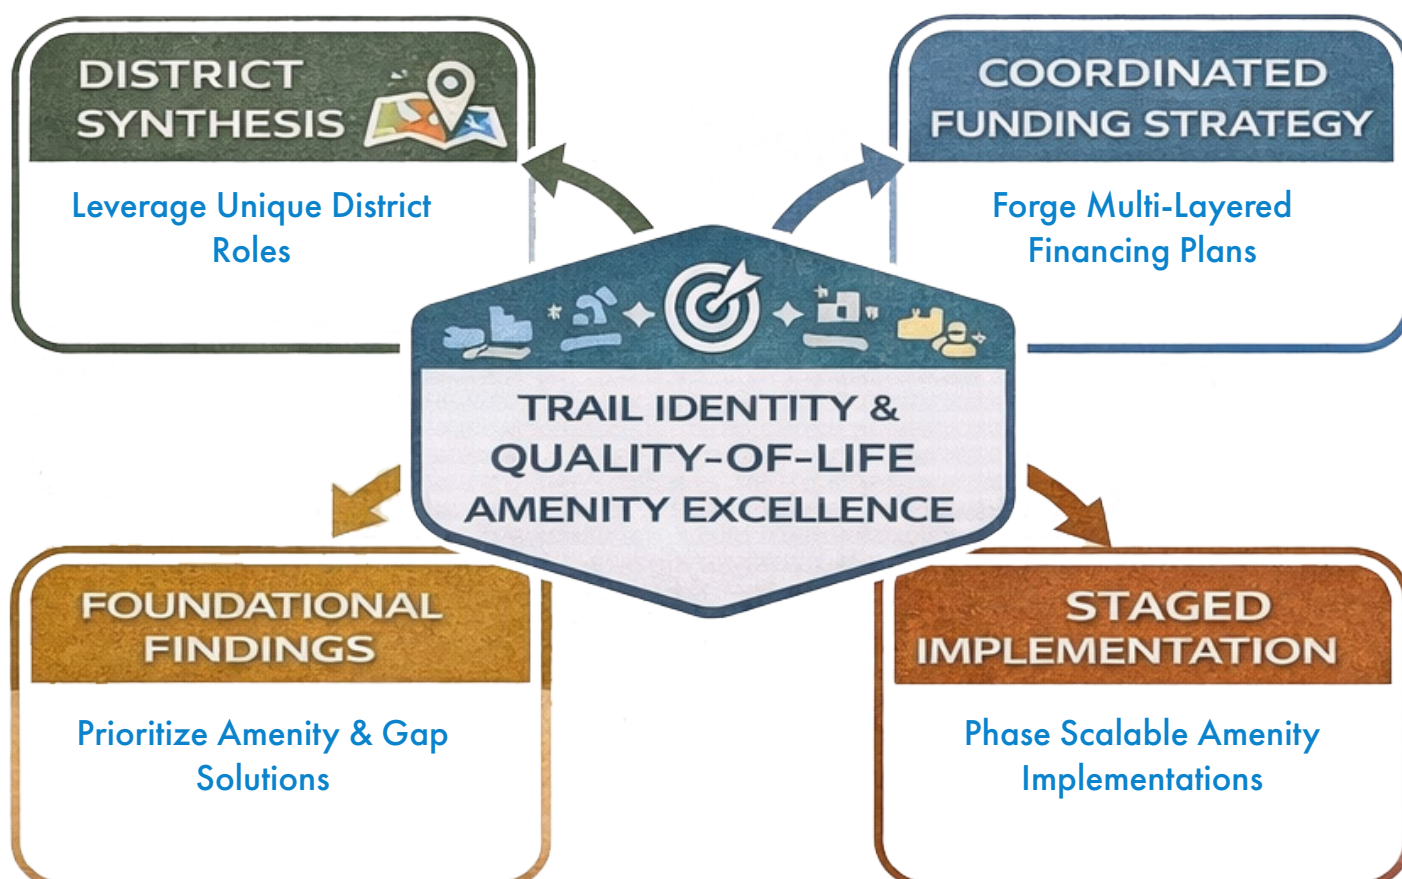 DISTRICT
SYNTHESIS
Leverage Unique District
Roles
COORDINATED
FUNDING STRATEGY
Forge Multi-Layered
Financing Plans
TRAIL IDENTITY &
QUALITY-OF-LIFE
AMENITY EXCELLENCE
FOUNDATIONAL
FINDINGS
Prioritize Amenity & Gap
Solutions
STAGED
IMPLEMENTATION
Phase Scalable Amenity
Implementations